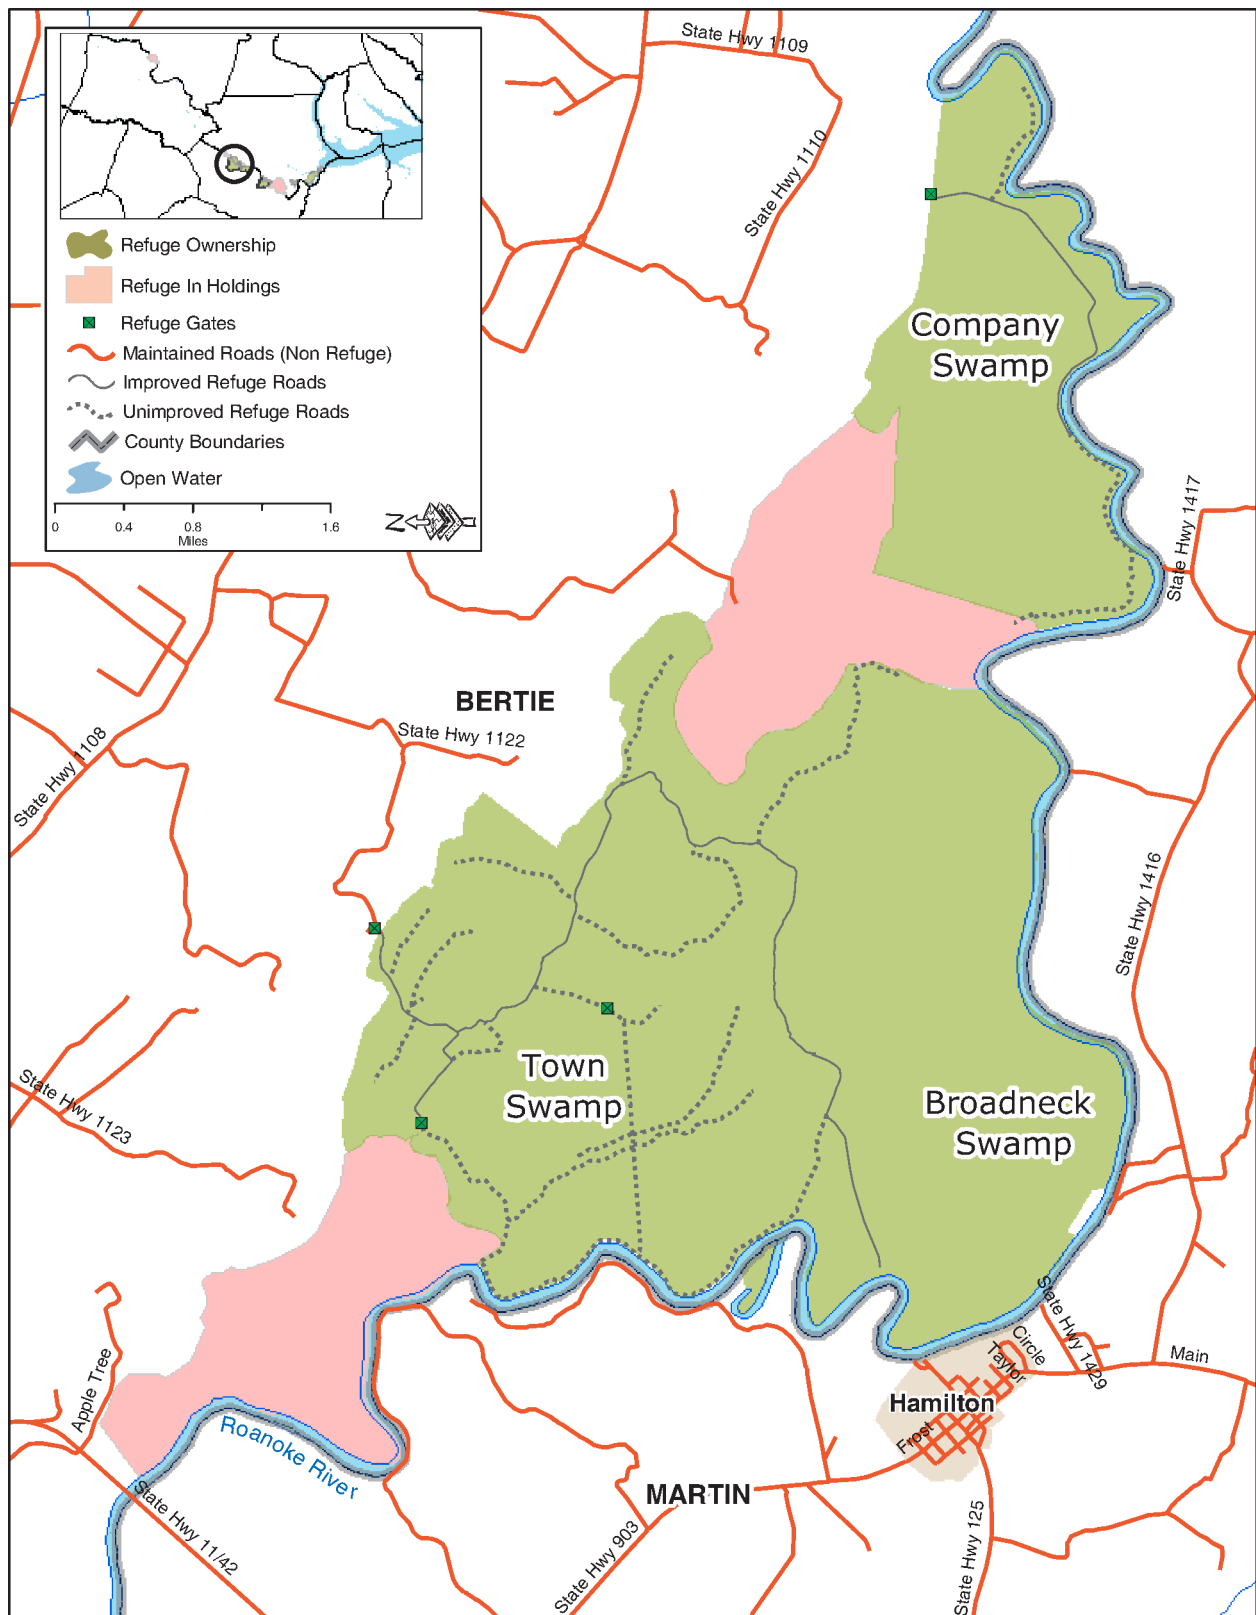 State Hwy 1109
State Hwy 1110
Refuge Ownership
Refuge In Holdings
Refuge Gates
Maintained Roads (Non Refuge)
Improved Refuge Roads
Unimproved Refuge Roads
County Boundaries
Open Water
0 0.4 0.8 1.6
Miles
N
Company
Swamp
State Hwy 1417
BERTIE
State Hwy 1122
State Hwy 1108
State Hwy 1416
State Hwy 1123
Town
Swamp
Broadneck
Swamp
Apple Tree
Roanoke River
State Hwy 11/42
State Hwy 1429
Circle
Taylor
Main
Hamilton
Frost
MARTIN
State Hwy 903
State Hwy 125